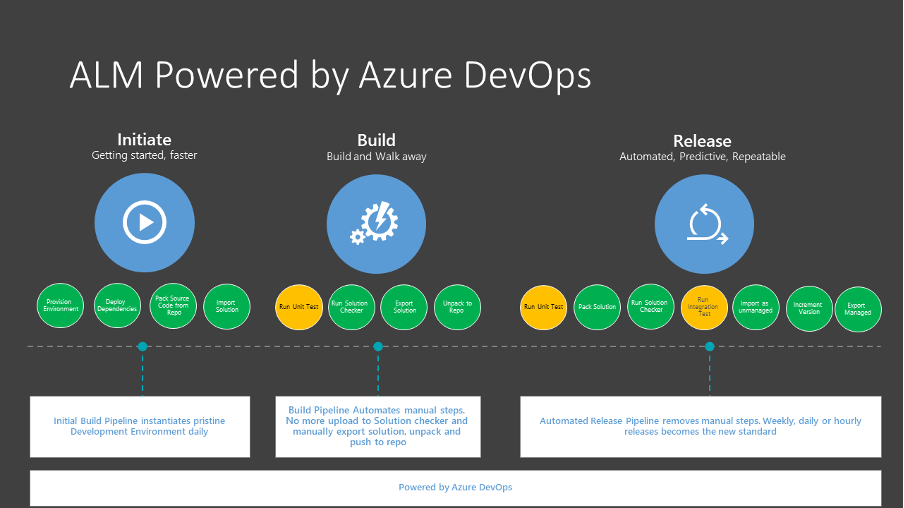 ALM Powered by Azure DevOps
Initiate
Getting started, faster
Build
Build and Walk away
Release
Automated, Predictive, Repeatable
Provision
Environment
Deploy
Dependencies
Pack Source
Code from
Repo
Import
Solution
Run Unit Test
Run Solution
Checker
Export
Solution
Unpack to
Repo
Run Unit Test
Pack Solution
Run Solution
Checker
Run
Integration
Test
Import as
unmanaged
Increment
Version
Export
Managed
Initial Build Pipeline instantiates pristine
Development Environment daily
Build Pipeline Automates manual steps.
No more upload to Solution checker and
manually export solution, unpack and
push to repo
Automated Release Pipeline removes manual steps. Weekly, daily or hourly
releases becomes the new standard
Powered by Azure DevOps